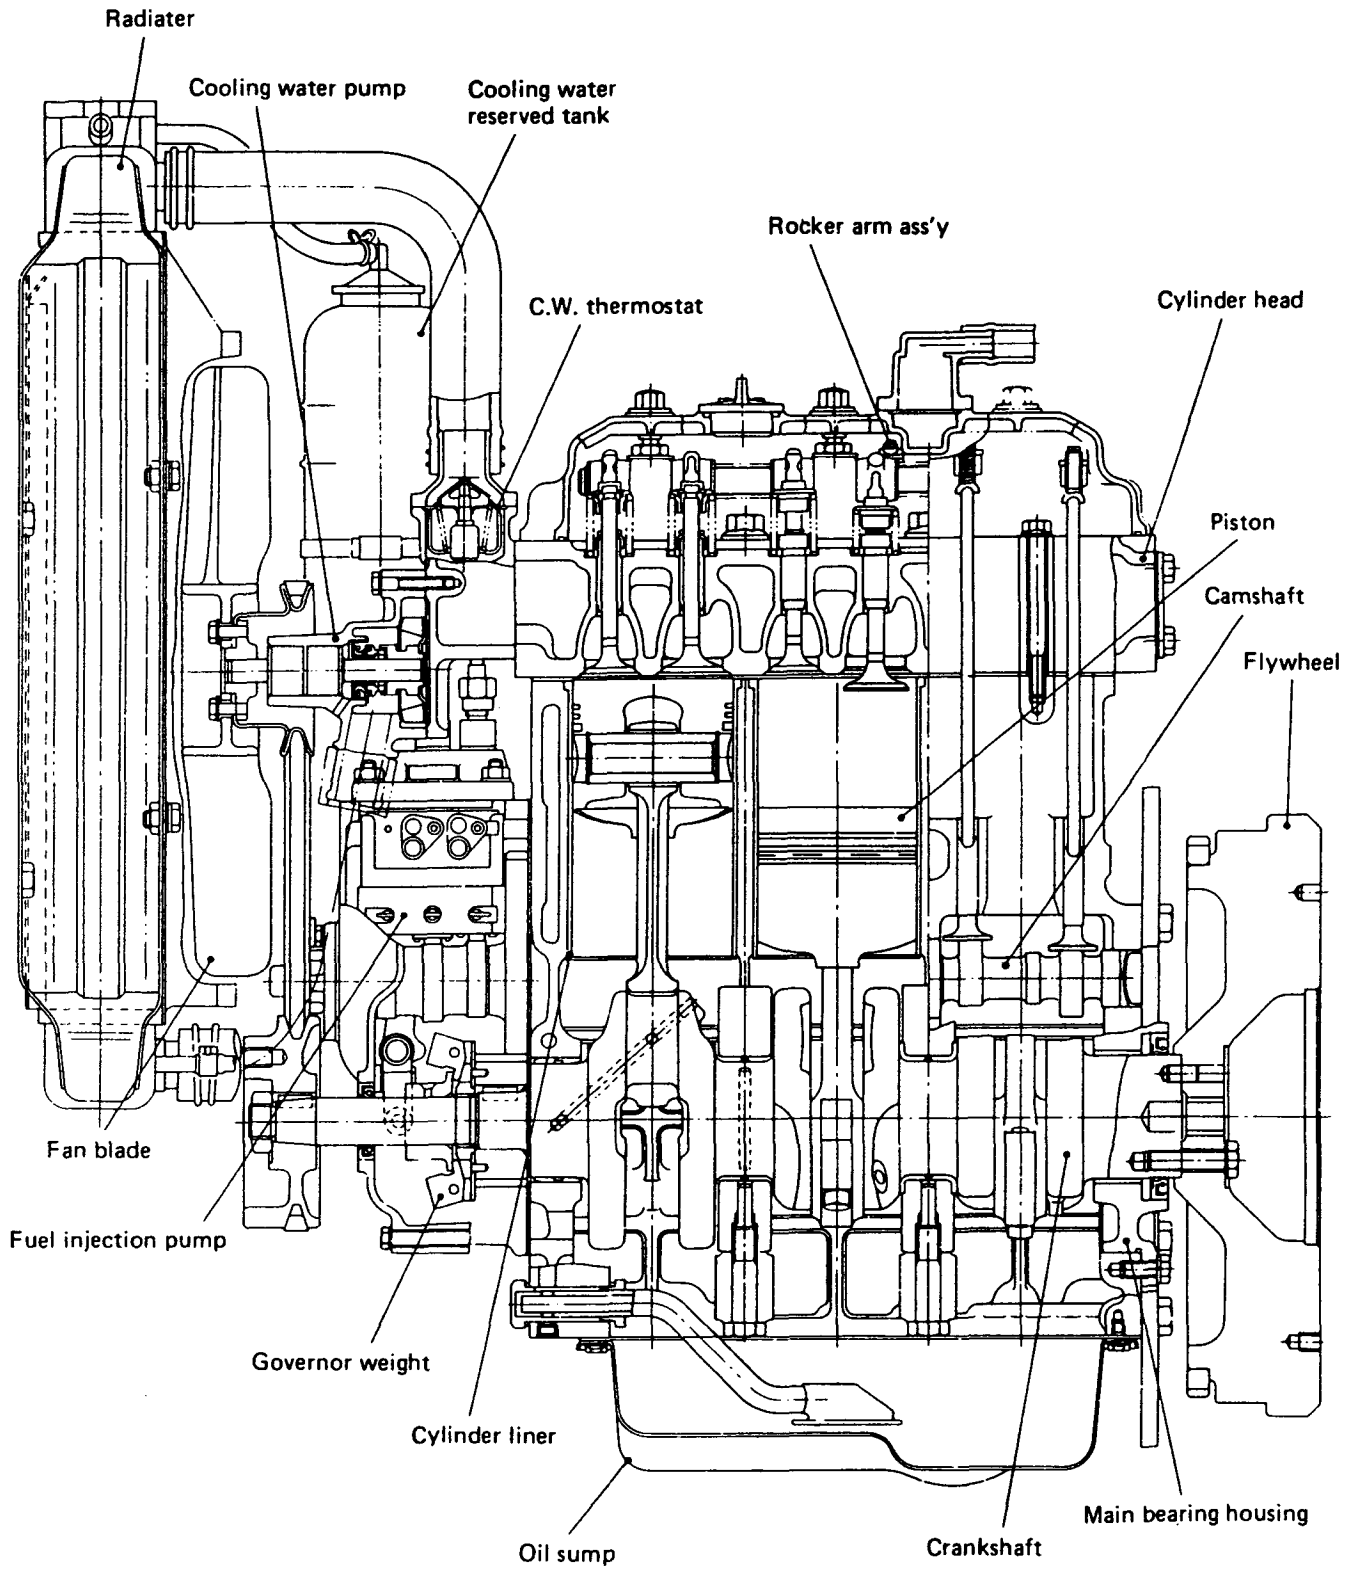 Radiater
Cooling water pump
Cooling water
reserved tank
Rocker arm ass'y
C.W. thermostat
Cylinder head
Piston
Camshaft
Flywheel
Fan blade
Fuel injection pump
Governor weight
Cylinder liner
Oil sump
Crankshaft
Main bearing housing